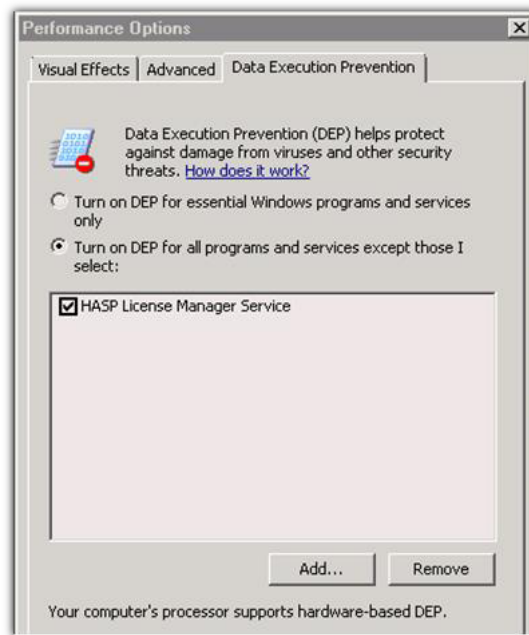 Performance Options
Visual Effects Advanced Data Execution Prevention
Data Execution Prevention (DEP) helps protect
against damage from viruses and other security
threats. How does it work?
Turn on DEP for essential Windows programs and services
only
Turn on DEP for all programs and services except those I
select:
HASP License Manager Service
Add... Remove
Your computer's processor supports hardware-based DEP.